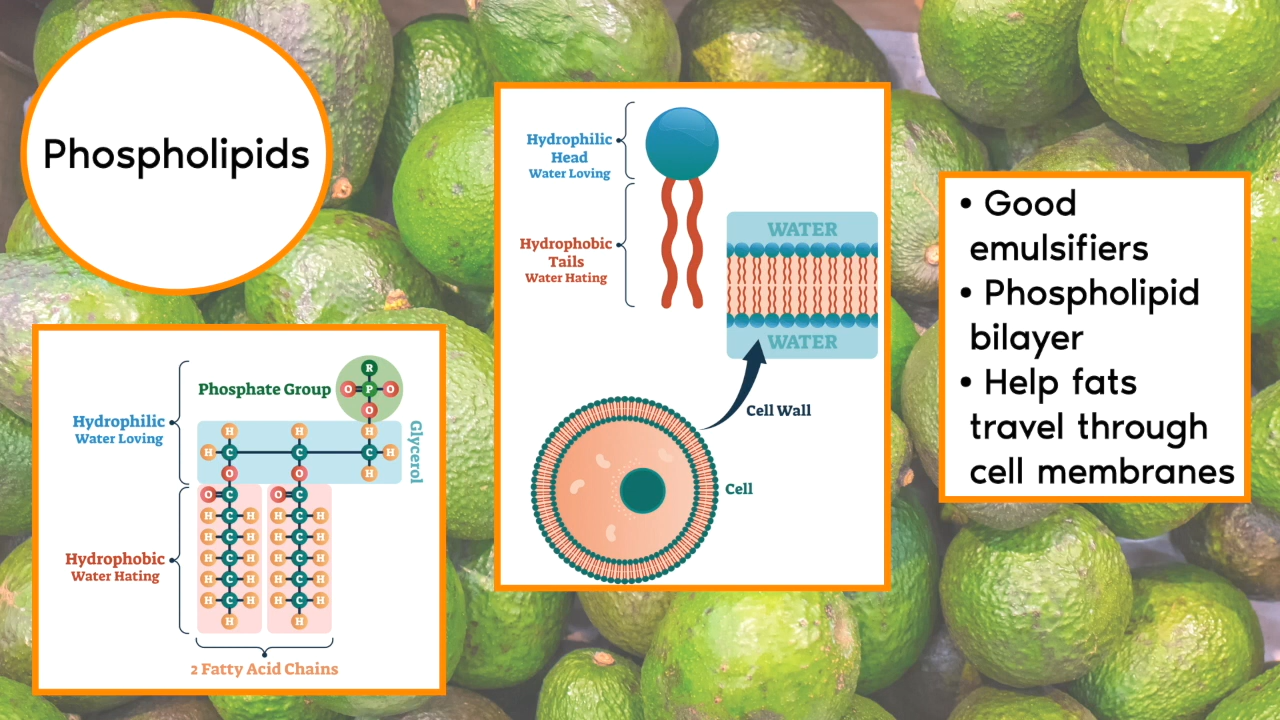 Phospholipids
Phosphate Group
Hydrophilic
Water Loving
Glycerol
R
O P O
O
H H H
H C C C H
O O H
O C O C
H C H H C H
H C H H C H
H C H H C H
H C H H C H
H C H H C H
H H
Hydrophobic
Water Hating
2 Fatty Acid Chains
Hydrophilic
Head
Water Loving
Hydrophobic
Tails
Water Hating
WATER
WATER
Cell Wall
Cell
• Good
emulsifiers
• Phospholipid
bilayer
• Help fats
travel through
cell membranes